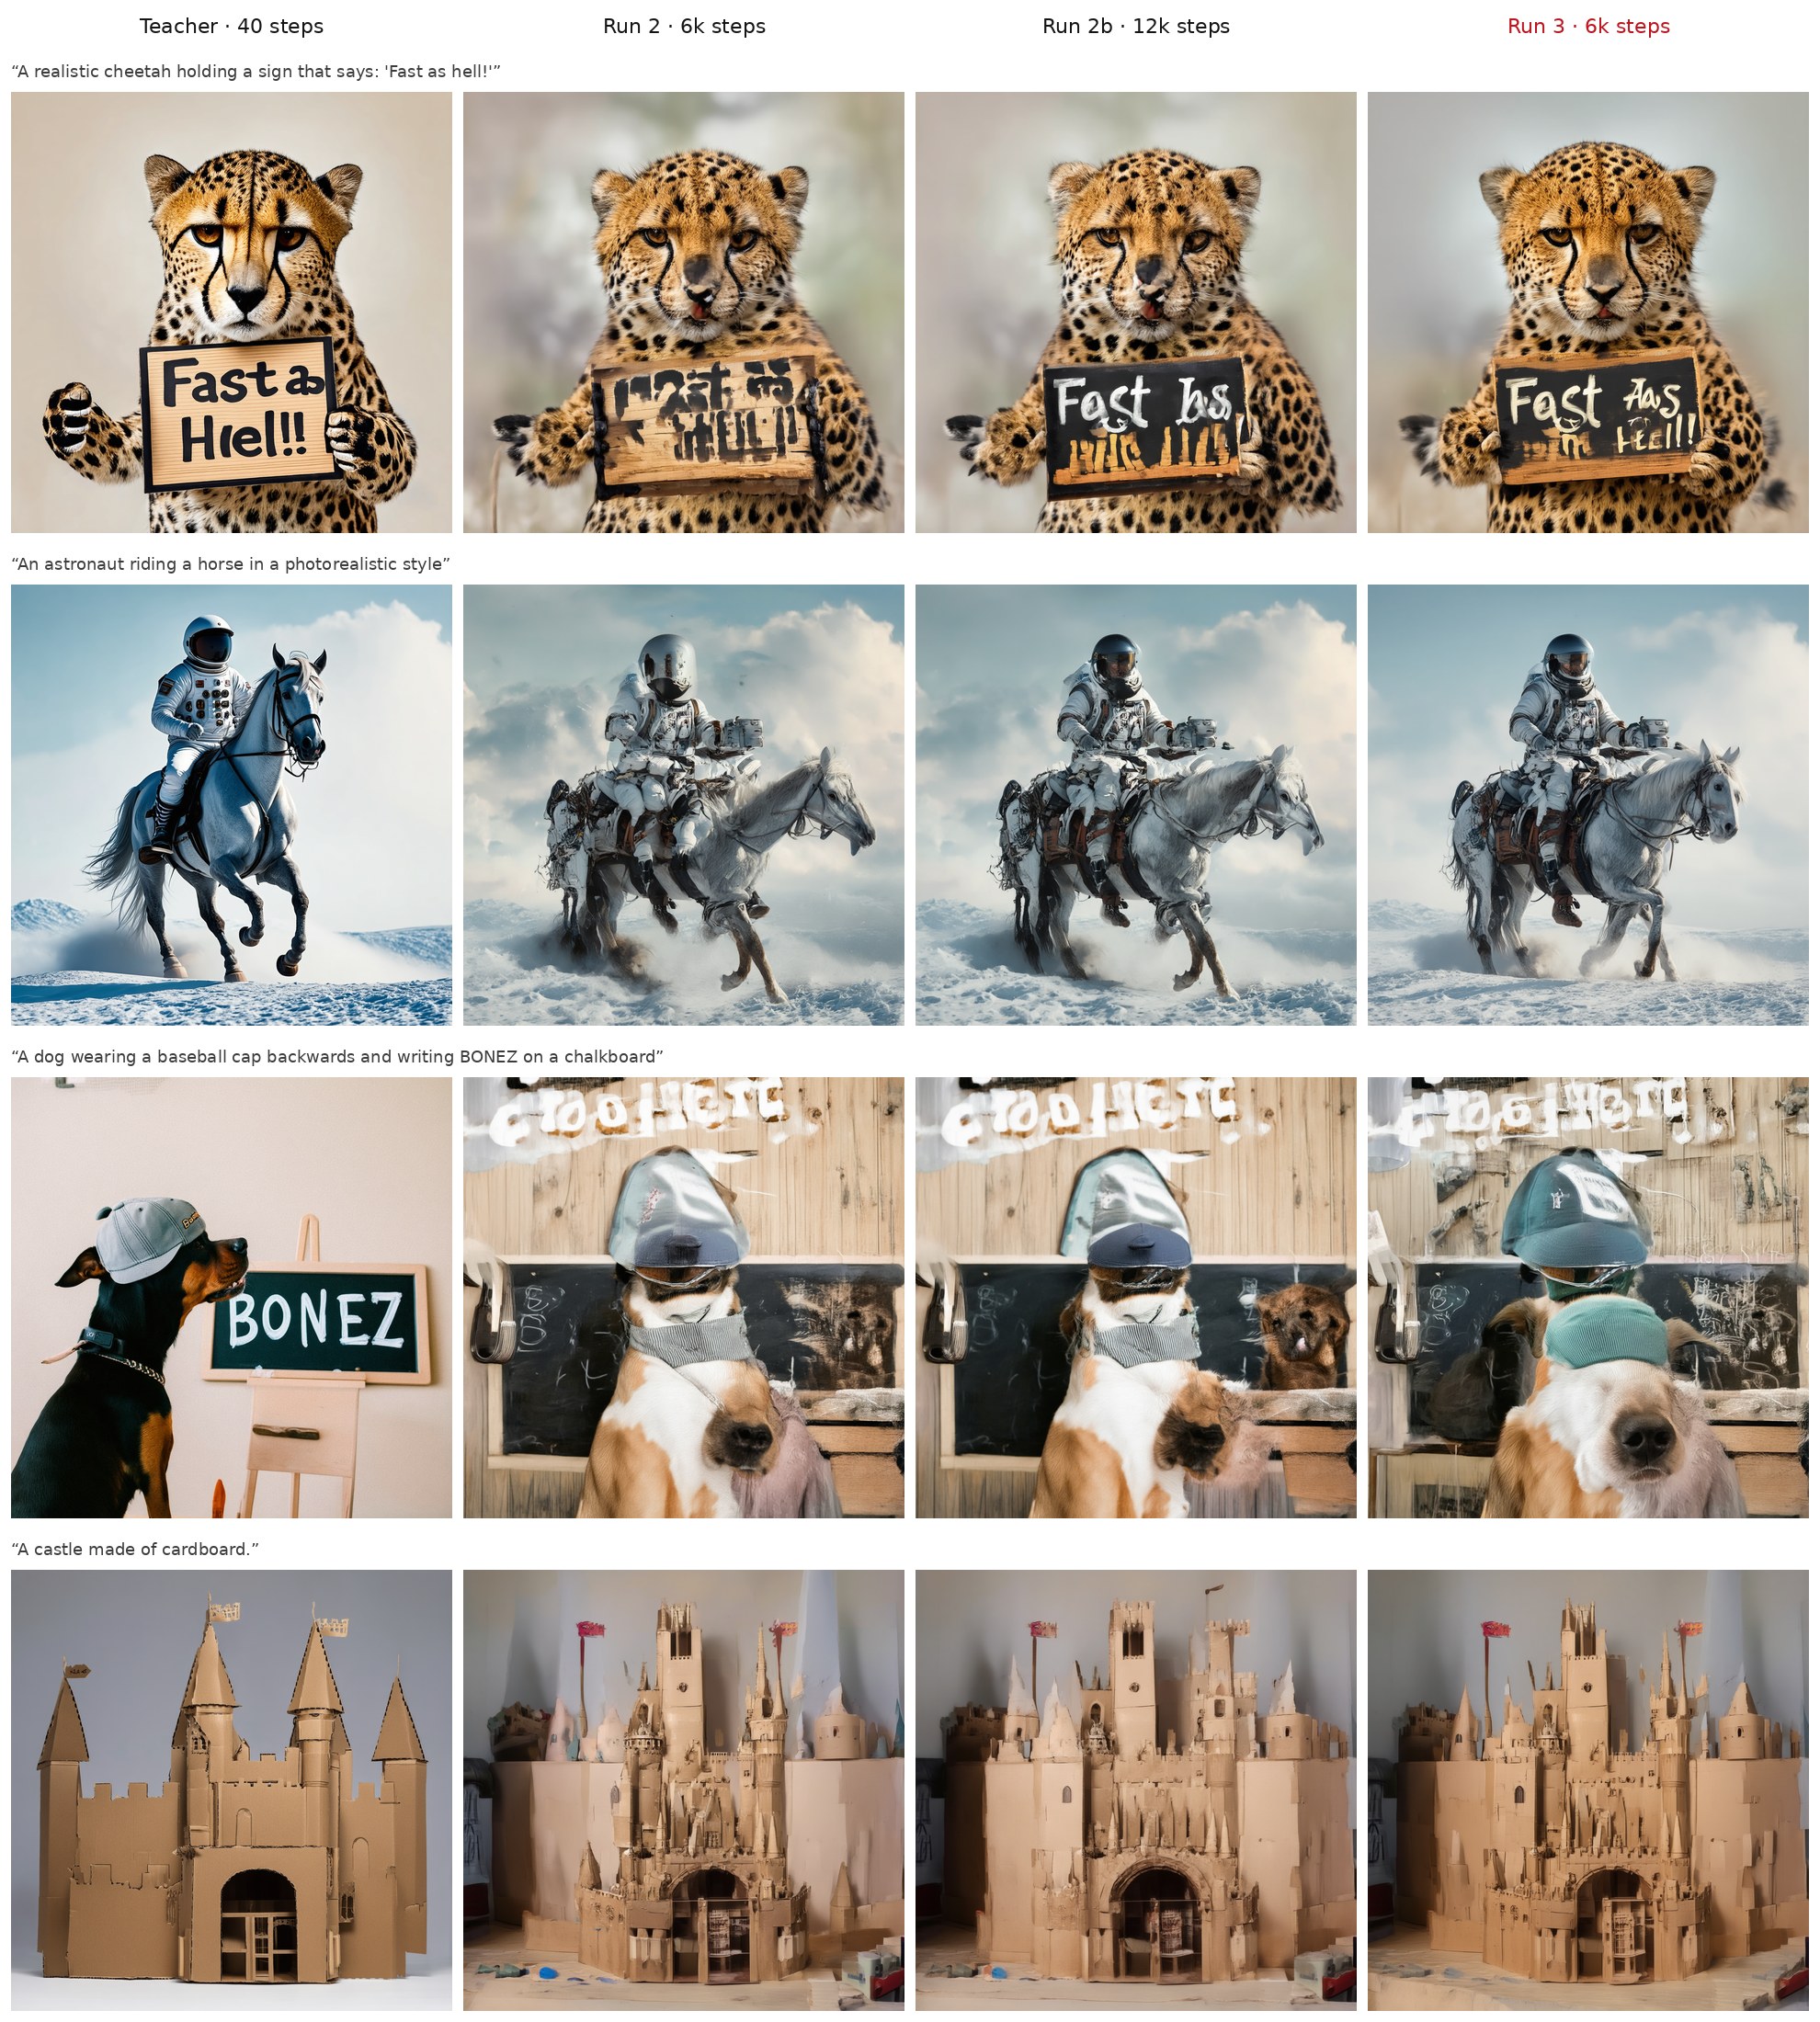 Teacher · 40 steps
Run 2 · 6k steps
Run 2b · 12k steps
Run 3 · 6k steps
“A realistic cheetah holding a sign that says: 'Fast as hell!'”
Fast a
Hiel!!
Fast
Fast
“An astronaut riding a horse in a photorealistic style”
“A dog wearing a baseball cap backwards and writing BONEZ on a chalkboard”
BONEZ
“A castle made of cardboard.”